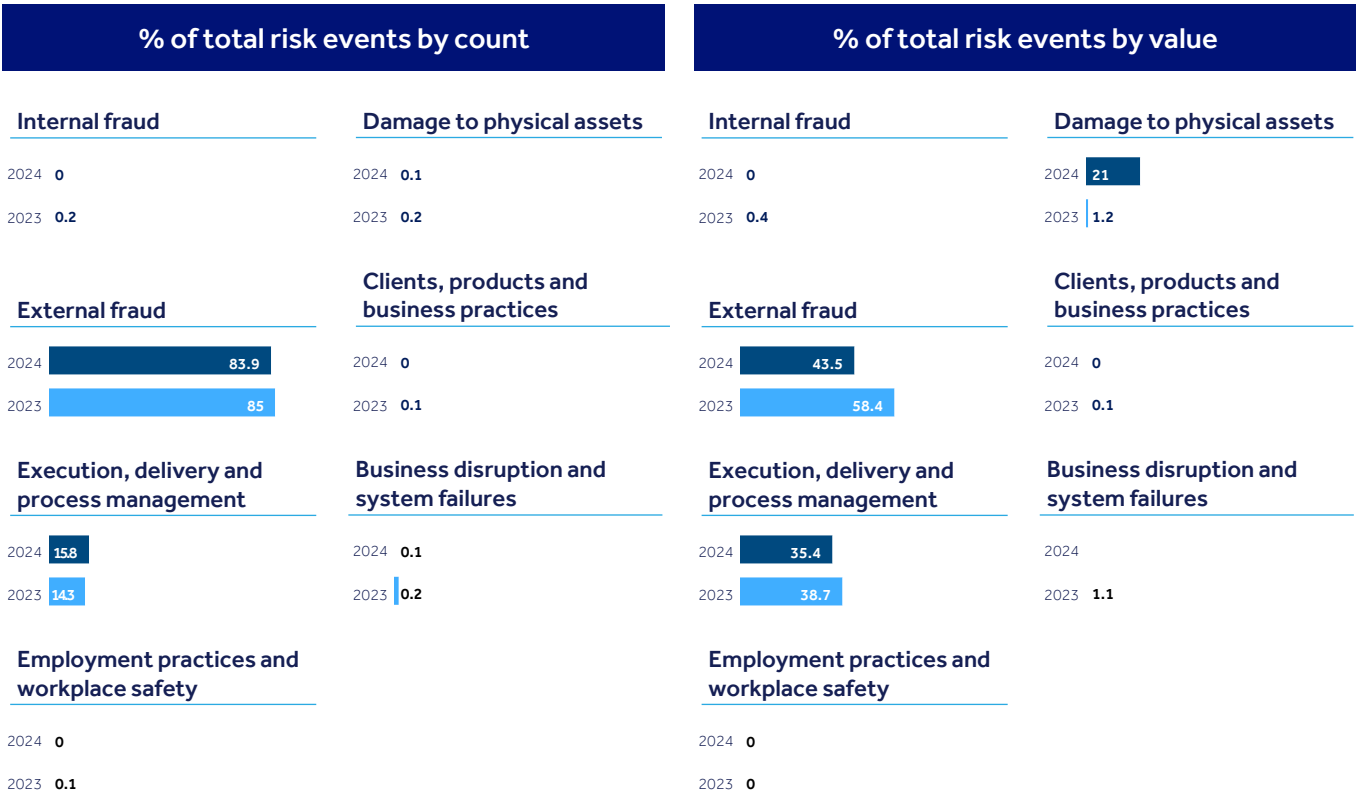 % of total risk events by count
Internal fraud
2024 0
2023 0.2
Damage to physical assets
2024 0.1
2023 0.2
External fraud
2024 83.9
2023 85
Clients, products and
business practices
2024 0
2023 0.1
Execution, delivery and
process management
2024 15.8
2023 14.3
Business disruption and
system failures
2024 0.1
2023 0.2
Employment practices and
workplace safety
2024 0
2023 0.1
% of total risk events by value
Internal fraud
2024 0
2023 0.4
Damage to physical assets
2024 21
2023 1.2
External fraud
2024 43.5
2023 58.4
Clients, products and
business practices
2024 0
2023 0.1
Execution, delivery and
process management
2024 35.4
2023 38.7
Business disruption and
system failures
2024
2023 1.1
Employment practices and
workplace safety
2024 0
2023 0